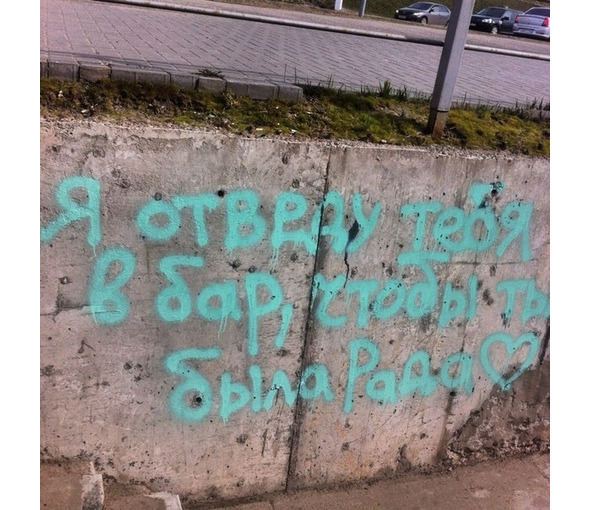 Я отведу тебя
в бар, чтобы ты
была Рада♡